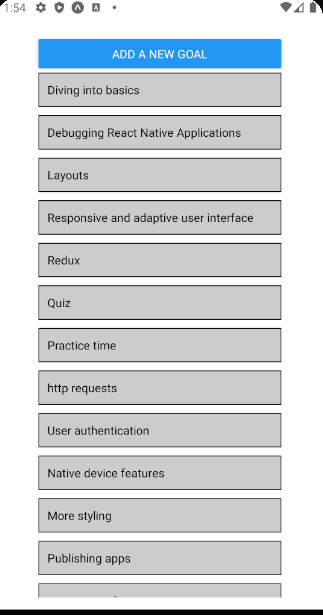 1:54
ADD A NEW GOAL
Diving into basics
Debugging React Native Applications
Layouts
Responsive and adaptive user interface
Redux
Quiz
Practice time
http requests
User authentication
Native device features
More styling
Publishing apps